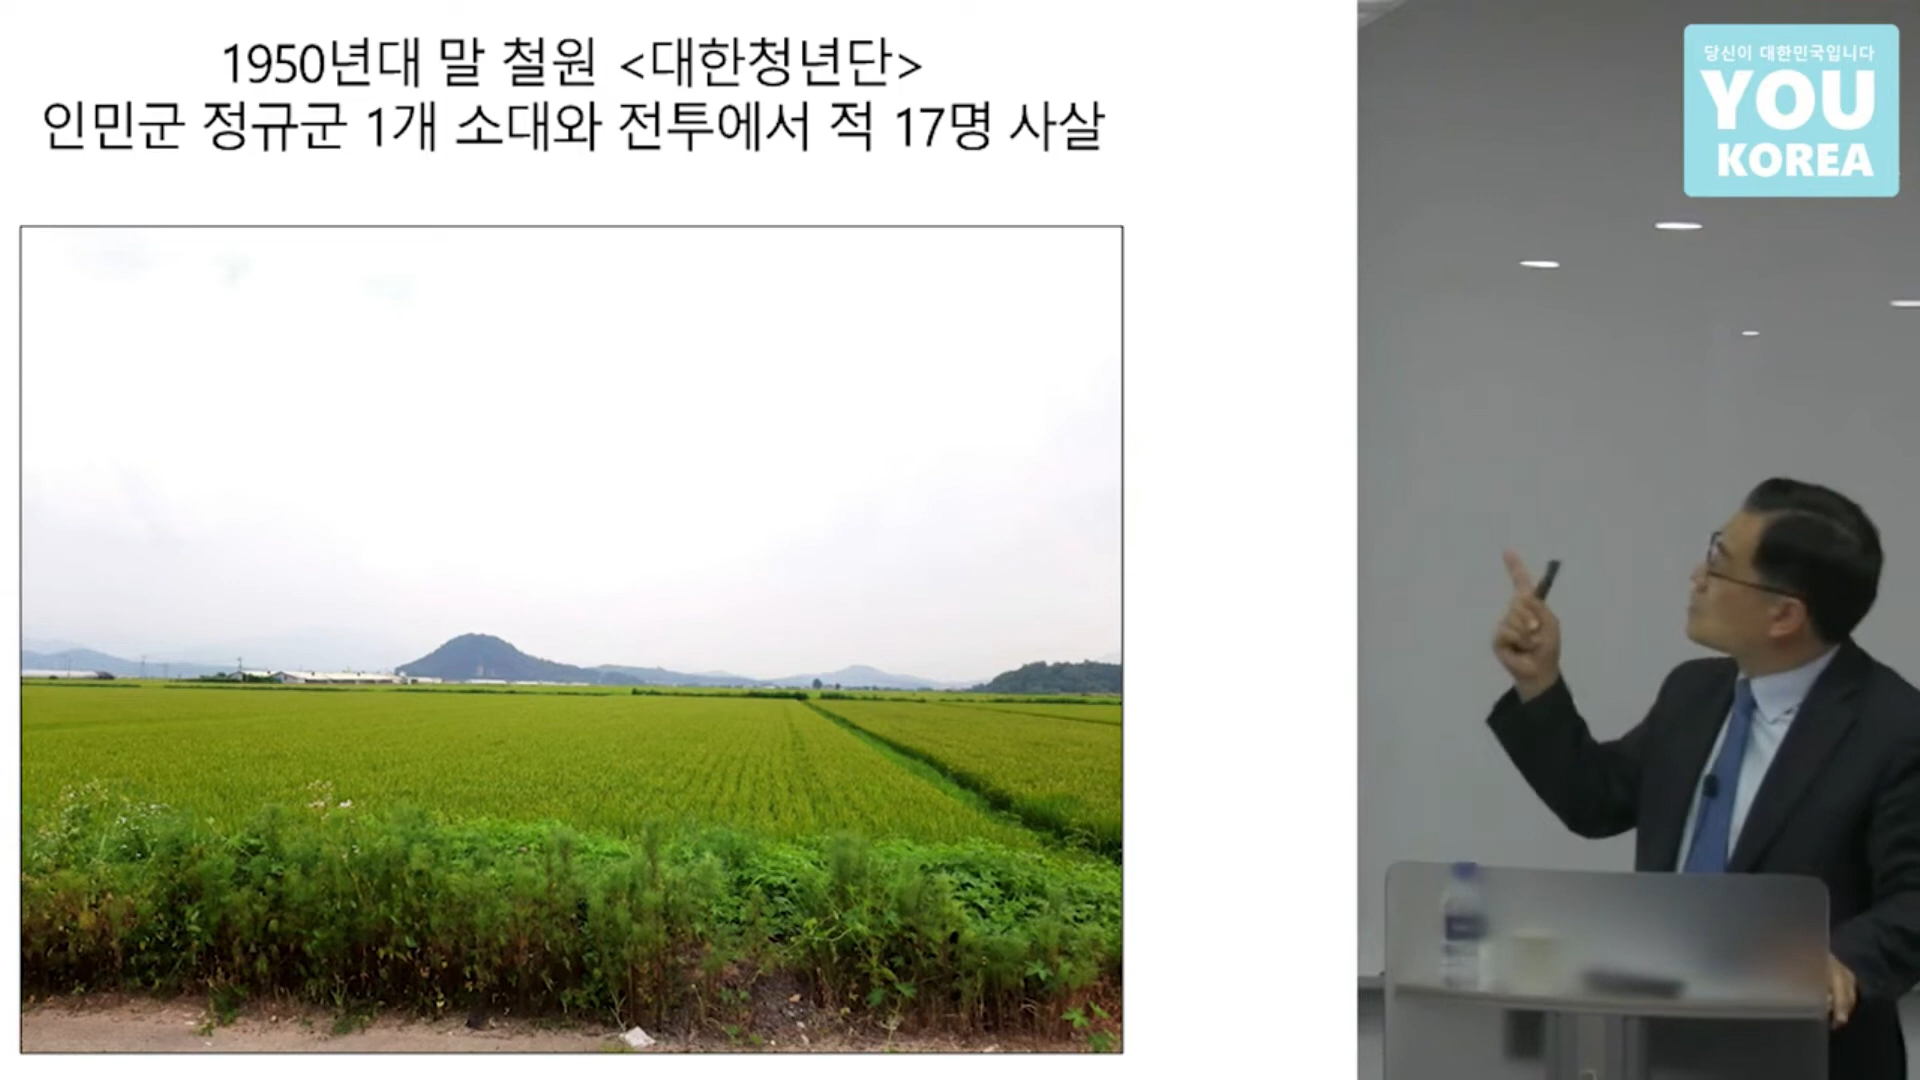 1950년대 말 철원 <대한청년단>
인민군 정규군 1개 소대와 전투에서 적 17명 사살
당신이 대한민국입니다
YOU
KOREA